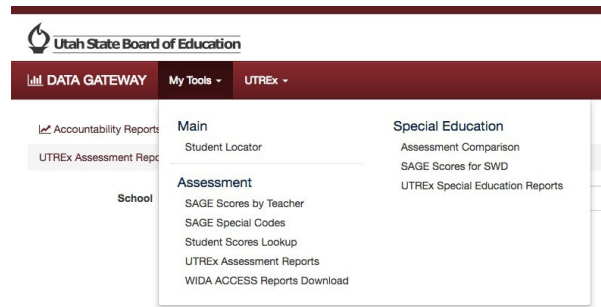 Utah State Board of Education
DATA GATEWAY
My Tools
UTREx
Accountability Reports
UTREx Assessment Repo
School
Main
Student Locator
Assessment
SAGE Scores by Teacher
SAGE Special Codes
Student Scores Lookup
UTREx Assessment Reports
WIDA ACCESS Reports Download
Special Education
Assessment Comparison
SAGE Scores for SWD
UTREx Special Education Reports